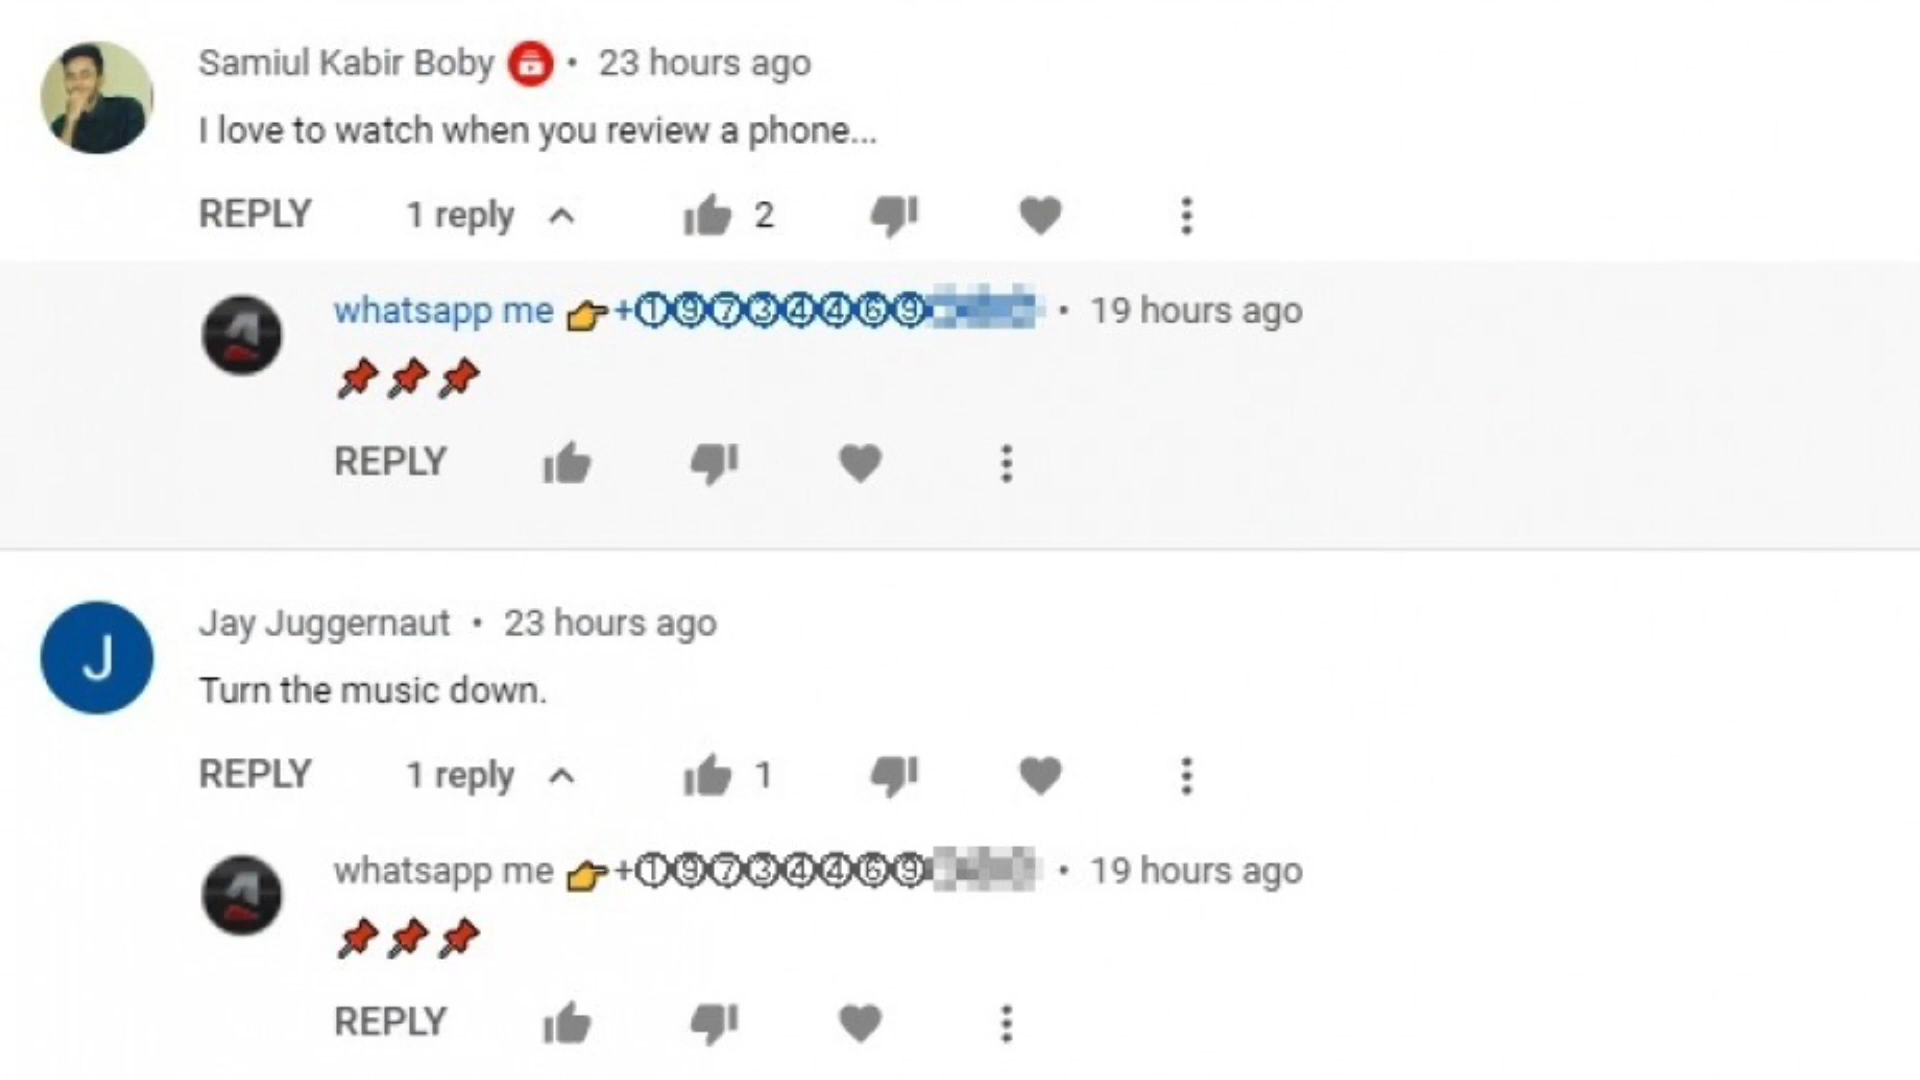 Samiul Kabir Boby • 23 hours ago
I love to watch when you review a phone...
REPLY 1 reply 2
whatsapp me 👉+①⑨⑦③④④⑥⑨ • 19 hours ago
📌📌📌
REPLY
J
Jay Juggernaut • 23 hours ago
Turn the music down.
REPLY 1 reply 1
whatsapp me 👉+①⑨⑦③④④⑥⑨ • 19 hours ago
📌📌📌
REPLY